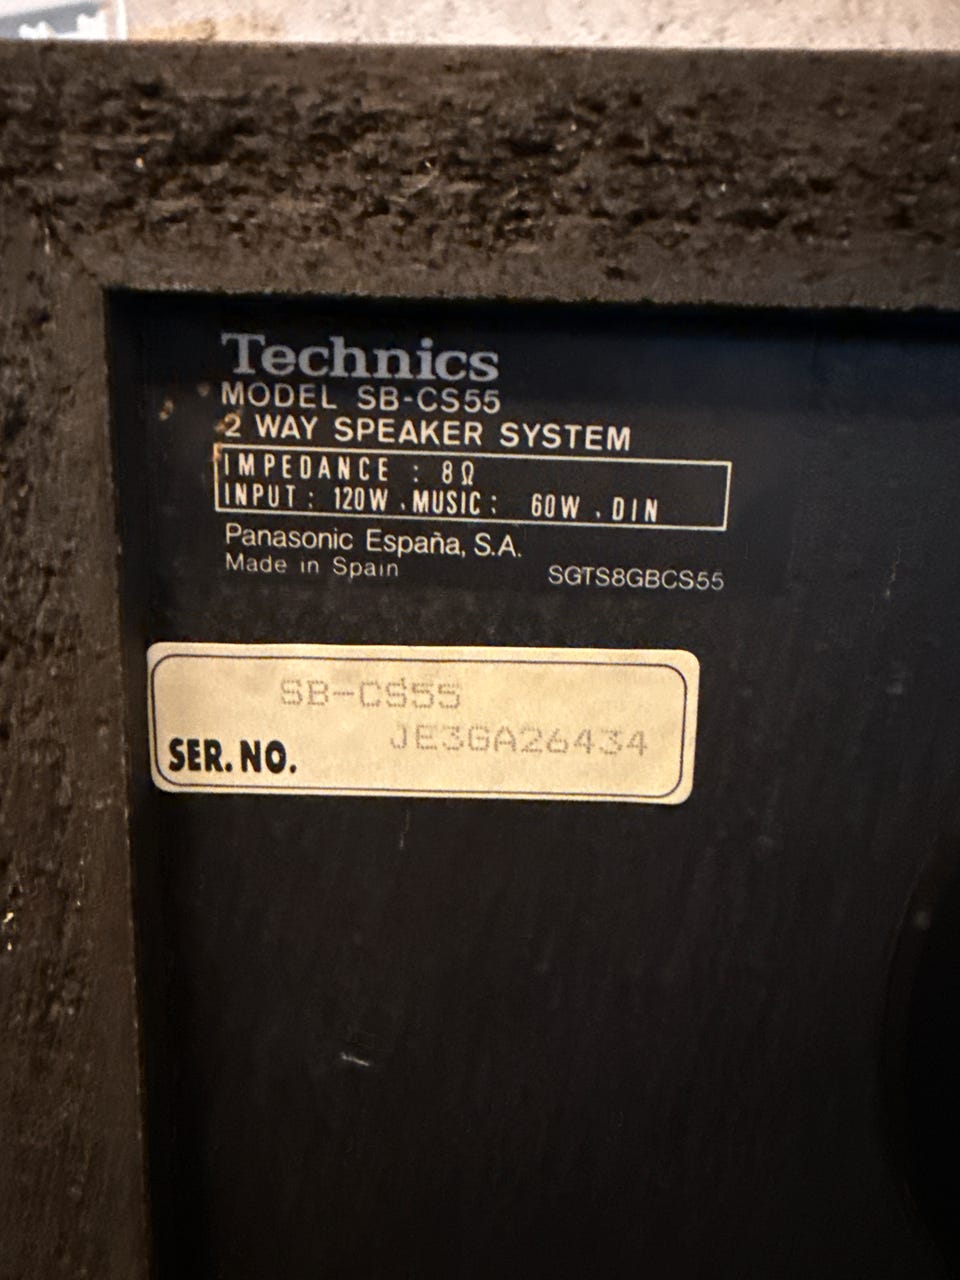 Technics
MODEL SB-CS55
2 WAY SPEAKER SYSTEM
IMPEDANCE : 8Ω
INPUT : 120W . MUSIC : 60W . DIN
Panasonic España, S.A.
Made in Spain SGTS8GBCS55
SB-CS55
JE3GA26434
SER. NO.